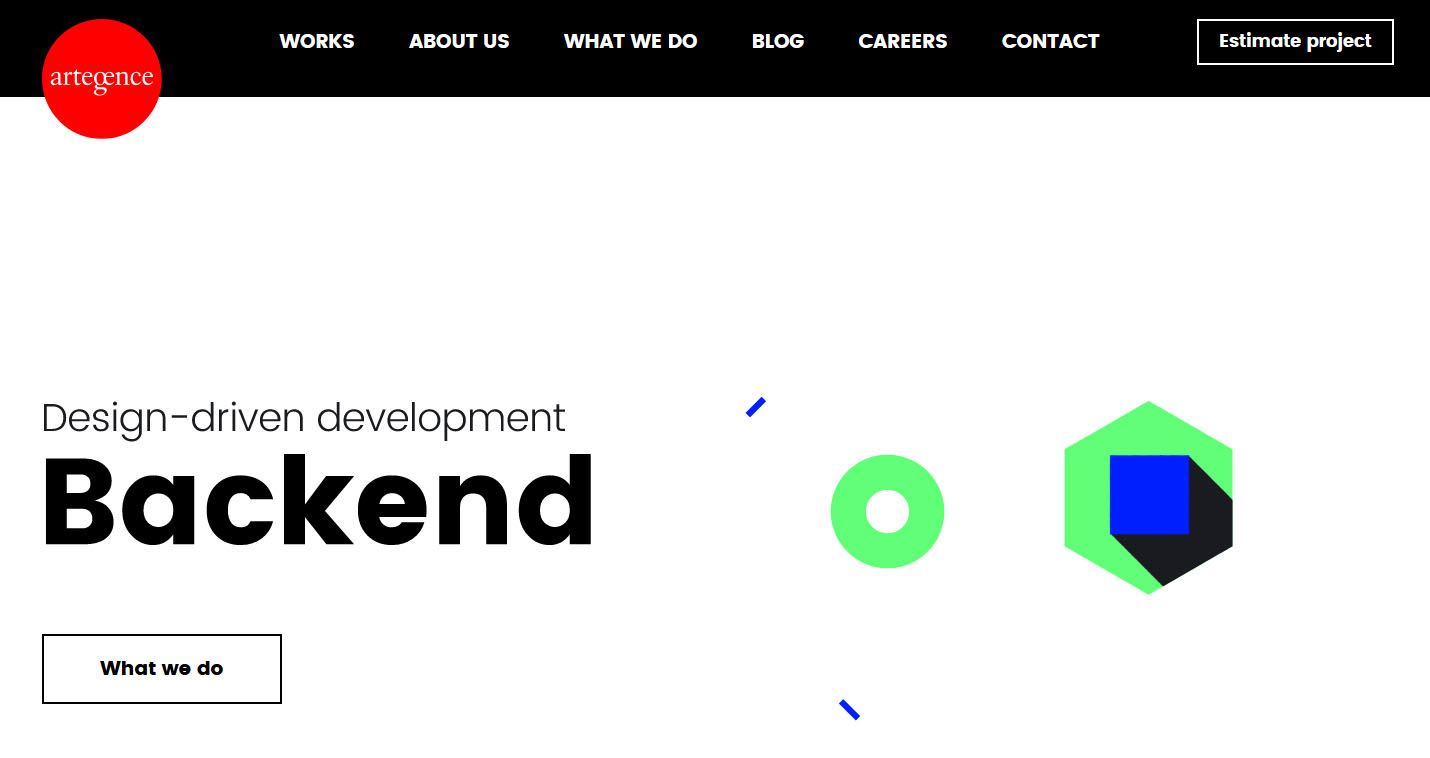 artegence
WORKS
ABOUT US
WHAT WE DO
BLOG
CAREERS
CONTACT
Estimate project
Design-driven development
Backend
What we do